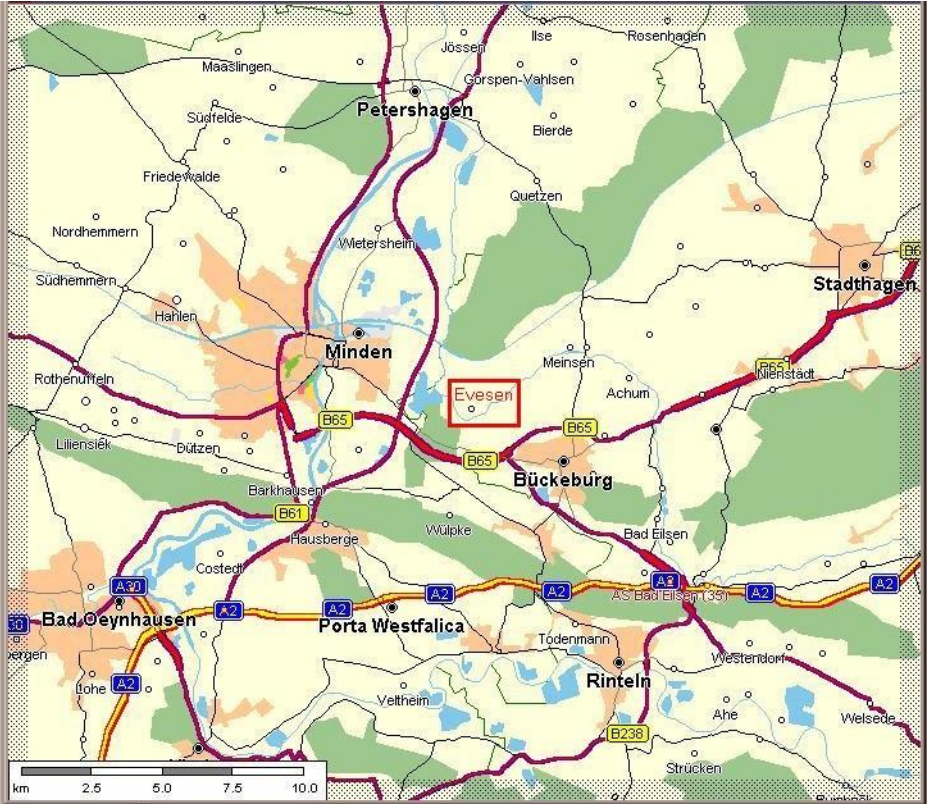 Ilse
Rosenhagen
Jössen
Maaslingen
Görspen-Vahlsen
Petershagen
Südfelde
Bierde
Friedewalde
Quetzen
Nordhemmern
Wietersheim
B6
Südhemmern
Stadthagen
Hahlen
Minden
Meinsen
B65
Nienstädt
Rothenuffeln
Evesen
Achum
B65
B65
Liliensiek
Dützen
B65
Bückeburg
Barkhausen
B61
Wülpke
Bad Eilsen
Hausberge
Costedt
A30
A2
A2
A2
A2
A2
A2
A2
AS Bad Eilsen (35)
30
Bad Oeynhausen
Porta Westfalica
Todenmann
ergen
Rinteln
Westendorf
Lohe
A2
Veltheim
Ahe
Welsede
B238
Strücken
km 2.5 5.0 7.5 10.0